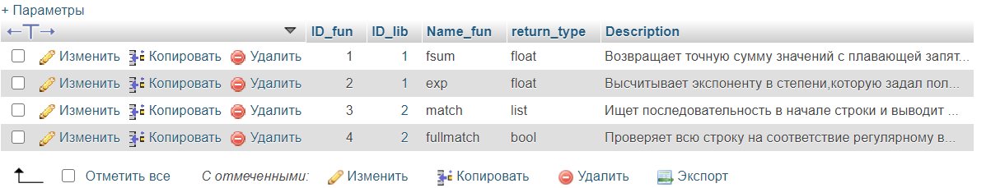 + Параметры
←T→ ID_fun ID_lib Name_fun return_type Description
Изменить Копировать Удалить 1 1 fsum float Возвращает точную сумму значений с плавающей запят...
Изменить Копировать Удалить 2 1 exp float Высчитывает экспоненту в степени,которую задал пол...
Изменить Копировать Удалить 3 2 match list Ищет последовательность в начале строки и выводит ...
Изменить Копировать Удалить 4 2 fullmatch bool Проверяет всю строку на соответствие регулярному в...
Отметить все С отмеченными: Изменить Копировать Удалить Экспорт